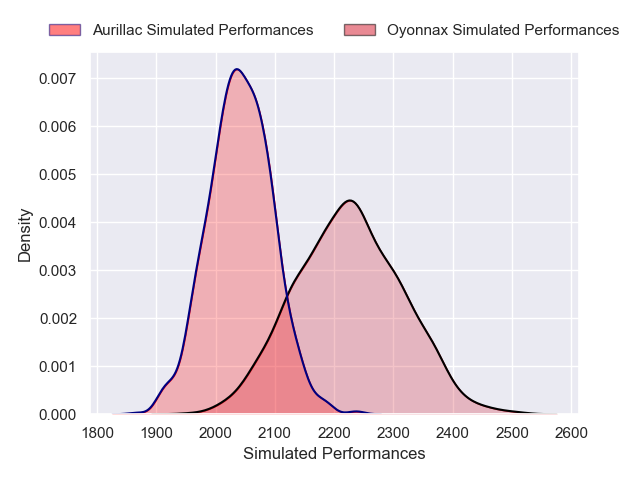 Aurillac Simulated Performances Oyonnax Simulated Performances
0.007
0.006
0.005
0.004
0.003
0.002
0.001
0.000
Density
1800 1900 2000 2100 2200 2300 2400 2500 2600
Simulated Performances